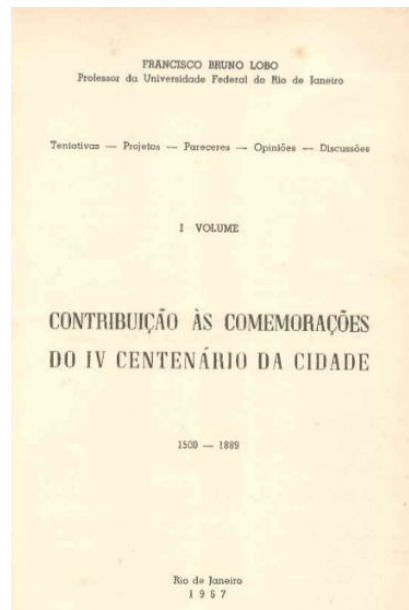 FRANCISCO BRUNO LOBO
Professor da Universidade Federal do Rio de Janeiro
Tentativas — Projetos — Pareceres — Opiniões — Discussões
I VOLUME
CONTRIBUIÇÃO ÀS COMEMORAÇÕES
DO IV CENTENÁRIO DA CIDADE
1500 — 1889
Rio de Janeiro
1967